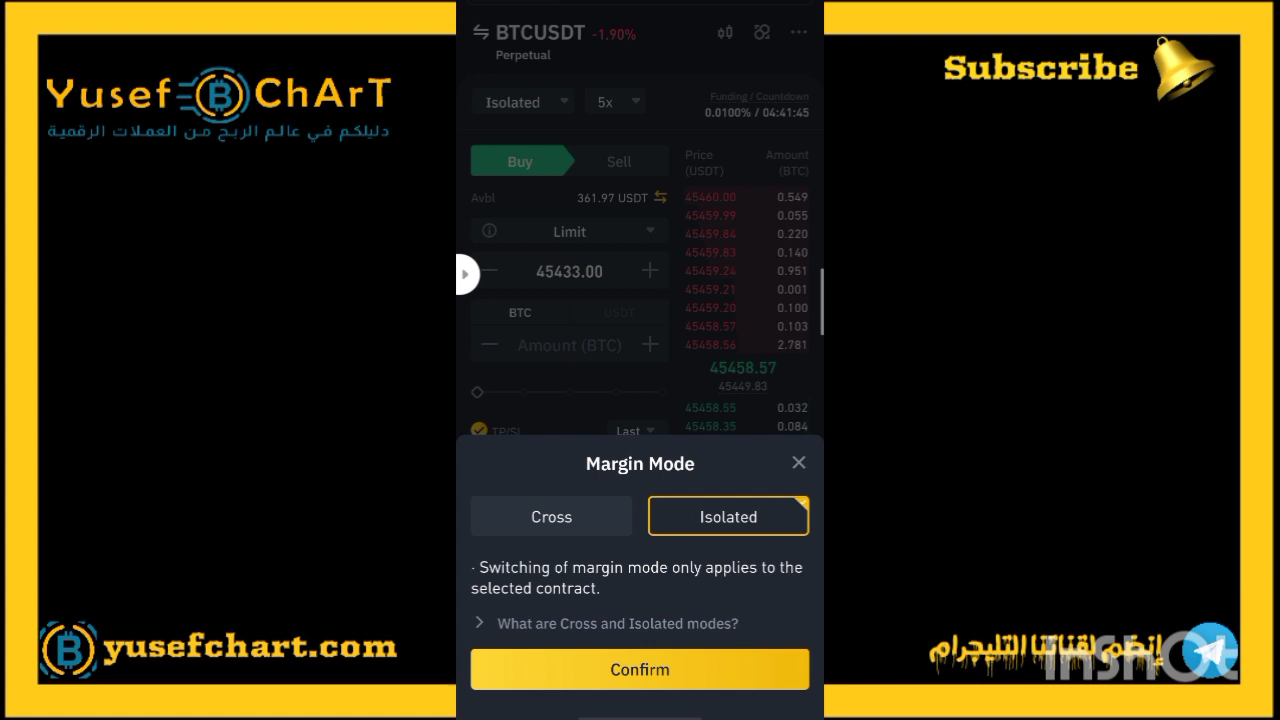 Yusef ChArT
دليلكم في عالم الربح من العملات الرقمية
Subscribe
BTCUSDT -1.90%
Perpetual
Isolated 5x
Funding / Countdown
0.0100% / 04:41:45
Buy Sell
Price (USDT) Amount (BTC)
Avbl 361.97 USDT
Limit
45433.00
BTC USDT
Amount (BTC)
45460.00 0.549
45459.99 0.055
45459.84 0.220
45459.83 0.140
45459.24 0.951
45459.21 0.001
45459.20 0.100
45458.57 0.103
45458.56 2.781
45458.57
45449.83
45458.55 0.032
45458.35 0.084
TP/SL Last
Margin Mode
Cross Isolated
· Switching of margin mode only applies to the
selected contract.
What are Cross and Isolated modes?
Confirm
yusefchart.com
إنظم لقناتنا التليجرام
InShOt